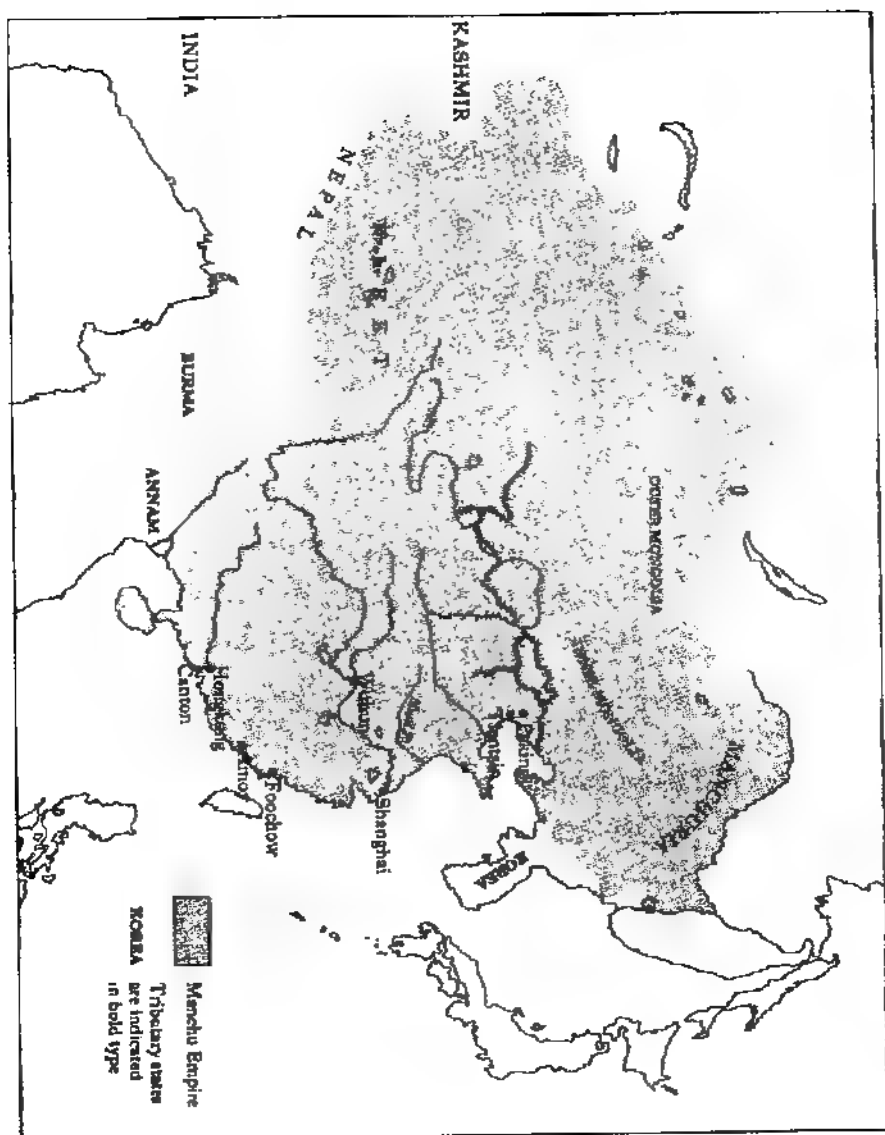 KASHMIR
INDIA
NEPAL
BURMA
ANNAM
OUTER MONGOLIA
MANCHURIA
KOREA
Shanghai
Foochow
Hongkong
Canton
Manchu Empire
KOREA Tributary states
are indicated
in bold type